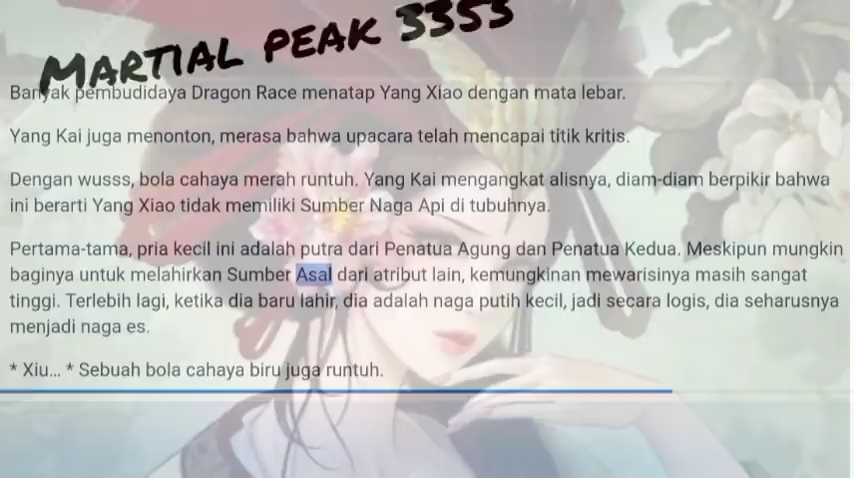 MARTIAL PEAK 3353
Banyak pembudidaya Dragon Race menatap Yang Xiao dengan mata lebar.
Yang Kai juga menonton, merasa bahwa upacara telah mencapai titik kritis.
Dengan wusss, bola cahaya merah runtuh. Yang Kai mengangkat alisnya, diam-diam berpikir bahwa
ini berarti Yang Xiao tidak memiliki Sumber Naga Api di tubuhnya.
Pertama-tama, pria kecil ini adalah putra dari Penatua Agung dan Penatua Kedua. Meskipun mungkin
baginya untuk melahirkan Sumber Asal dari atribut lain, kemungkinan mewarisinya masih sangat
tinggi. Terlebih lagi, ketika dia baru lahir, dia adalah naga putih kecil, jadi secara logis, dia seharusnya
menjadi naga es.
* Xiu... * Sebuah bola cahaya biru juga runtuh.